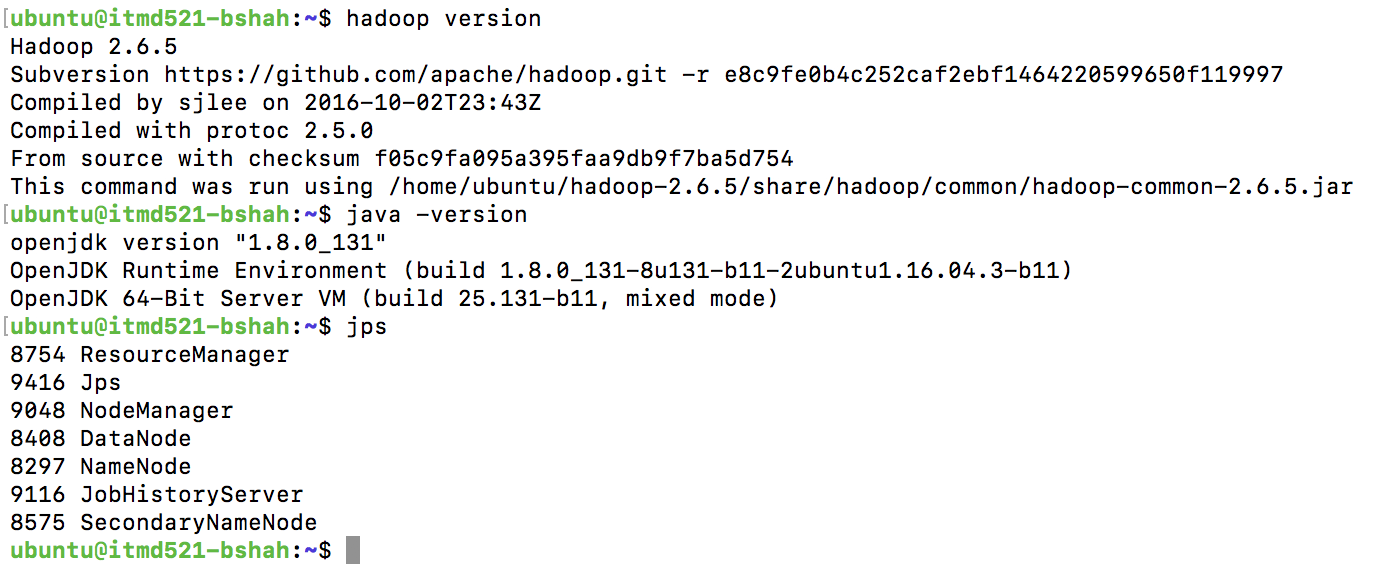 [ubuntu@itmd521-bshah:~$ hadoop version
Hadoop 2.6.5
Subversion https://github.com/apache/hadoop.git -r e8c9fe0b4c252caf2ebf1464220599650f119997
Compiled by sjlee on 2016-10-02T23:43Z
Compiled with protoc 2.5.0
From source with checksum f05c9fa095a395faa9db9f7ba5d754
This command was run using /home/ubuntu/hadoop-2.6.5/share/hadoop/common/hadoop-common-2.6.5.jar
[ubuntu@itmd521-bshah:~$ java -version
openjdk version "1.8.0_131"
OpenJDK Runtime Environment (build 1.8.0_131-8u131-b11-2ubuntu1.16.04.3-b11)
OpenJDK 64-Bit Server VM (build 25.131-b11, mixed mode)
[ubuntu@itmd521-bshah:~$ jps
8754 ResourceManager
9416 Jps
9048 NodeManager
8408 DataNode
8297 NameNode
9116 JobHistoryServer
8575 SecondaryNameNode
ubuntu@itmd521-bshah:~$